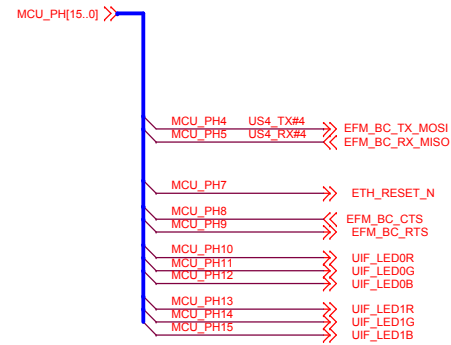 MCU_PH[15..0]
MCU_PH4 US4_TX#4 EFM_BC_TX_MOSI
MCU_PH5 US4_RX#4 EFM_BC_RX_MISO
MCU_PH7 ETH_RESET_N
MCU_PH8 EFM_BC_CTS
MCU_PH9 EFM_BC_RTS
MCU_PH10 UIF_LED0R
MCU_PH11 UIF_LED0G
MCU_PH12 UIF_LED0B
MCU_PH13 UIF_LED1R
MCU_PH14 UIF_LED1G
MCU_PH15 UIF_LED1B